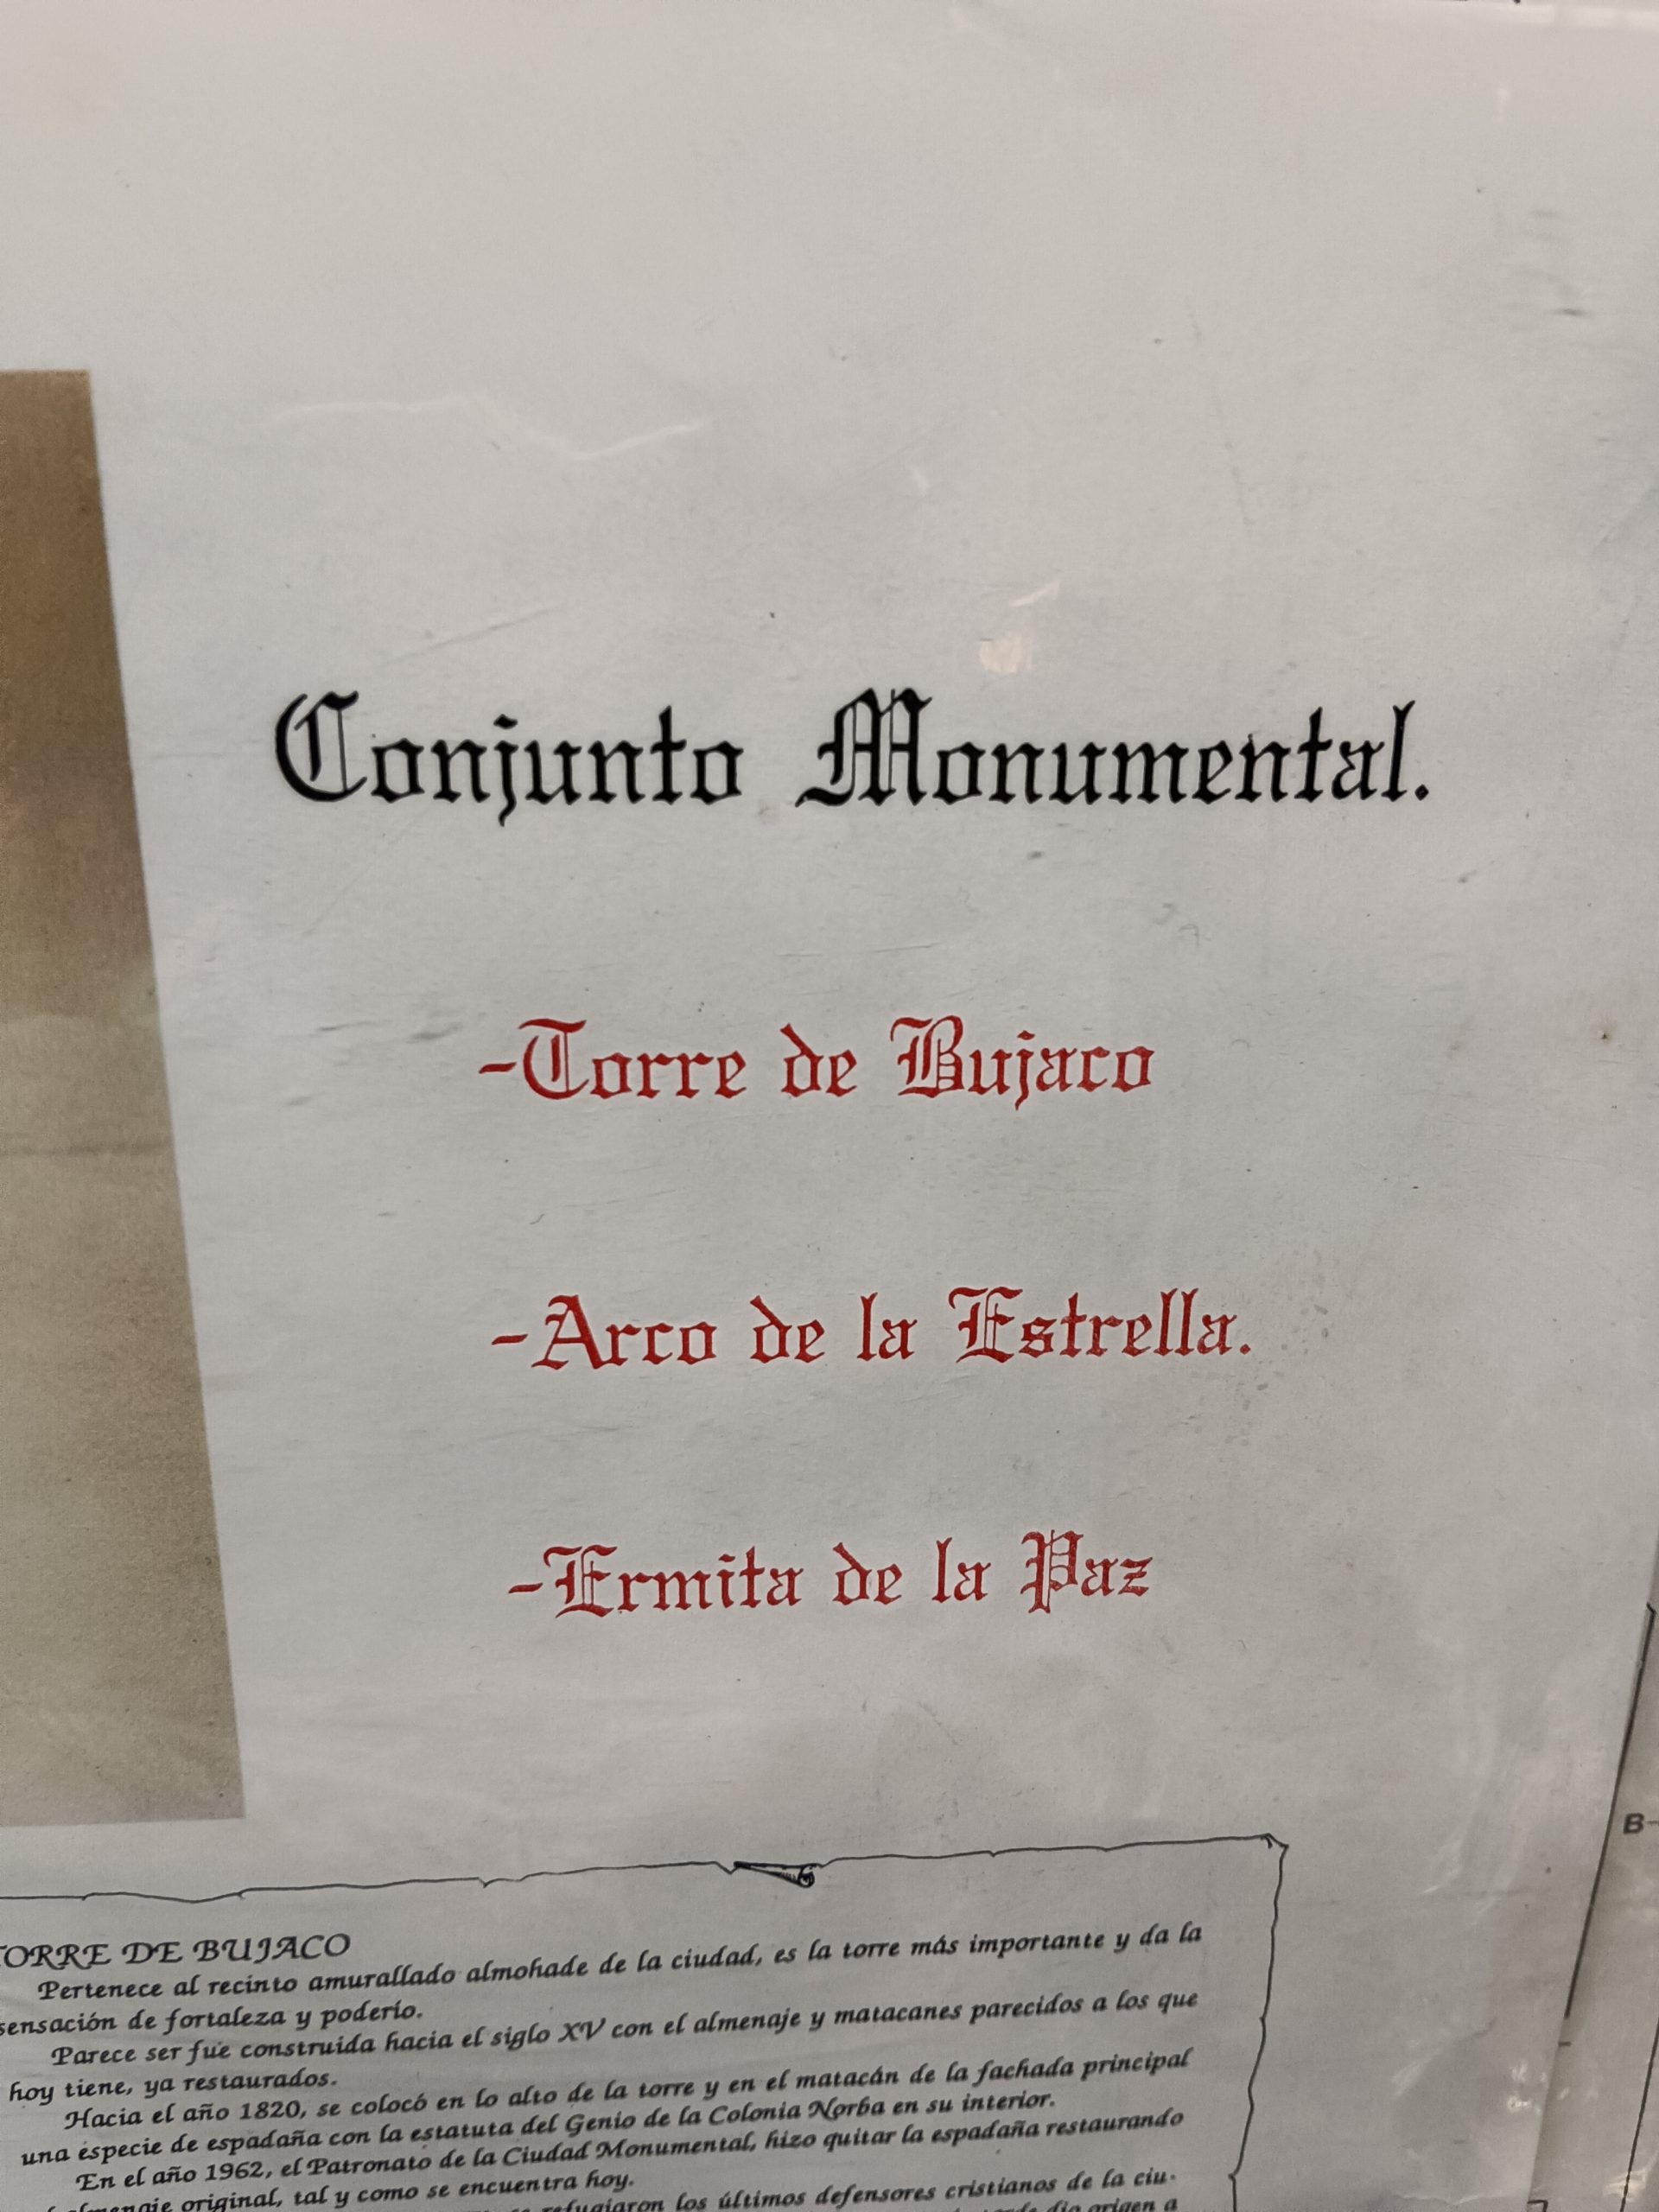 Conjunto Monumental.
-Torre de Bujaco
-Arco de la Estrella.
-Ermita de la Paz
B-
TORRE DE BUJACO
Pertenece al recinto amurallado almohade de la ciudad, es la torre más importante y da la
sensación de fortaleza y poderío.
Parece ser fue construida hacia el siglo XV con el almenaje y matacanes parecidos a los que
hoy tiene, ya restaurados.
Hacia el año 1820, se colocó en lo alto de la torre y en el matacán de la fachada principal
una especie de espadaña con la estatuta del Genio de la Colonia Norba en su interior.
En el año 1962, el Patronato de la Ciudad Monumental, hizo quitar la espadaña restaurando
almenaje original, tal y como se encuentra hoy.
refugiaron los últimos defensores cristianos de la ciu-
dio origen a